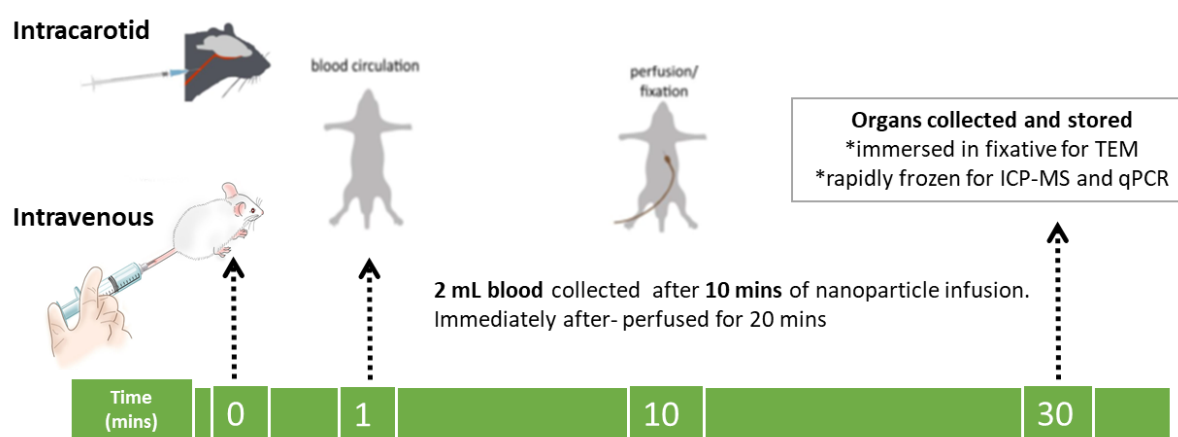 Intracarotid
blood circulation
perfusion/
fixation
Organs collected and stored
*immersed in fixative for TEM
*rapidly frozen for ICP-MS and qPCR
Intravenous
2 mL blood collected after 10 mins of nanoparticle infusion.
Immediately after- perfused for 20 mins
Time
(mins)
0
1
10
30